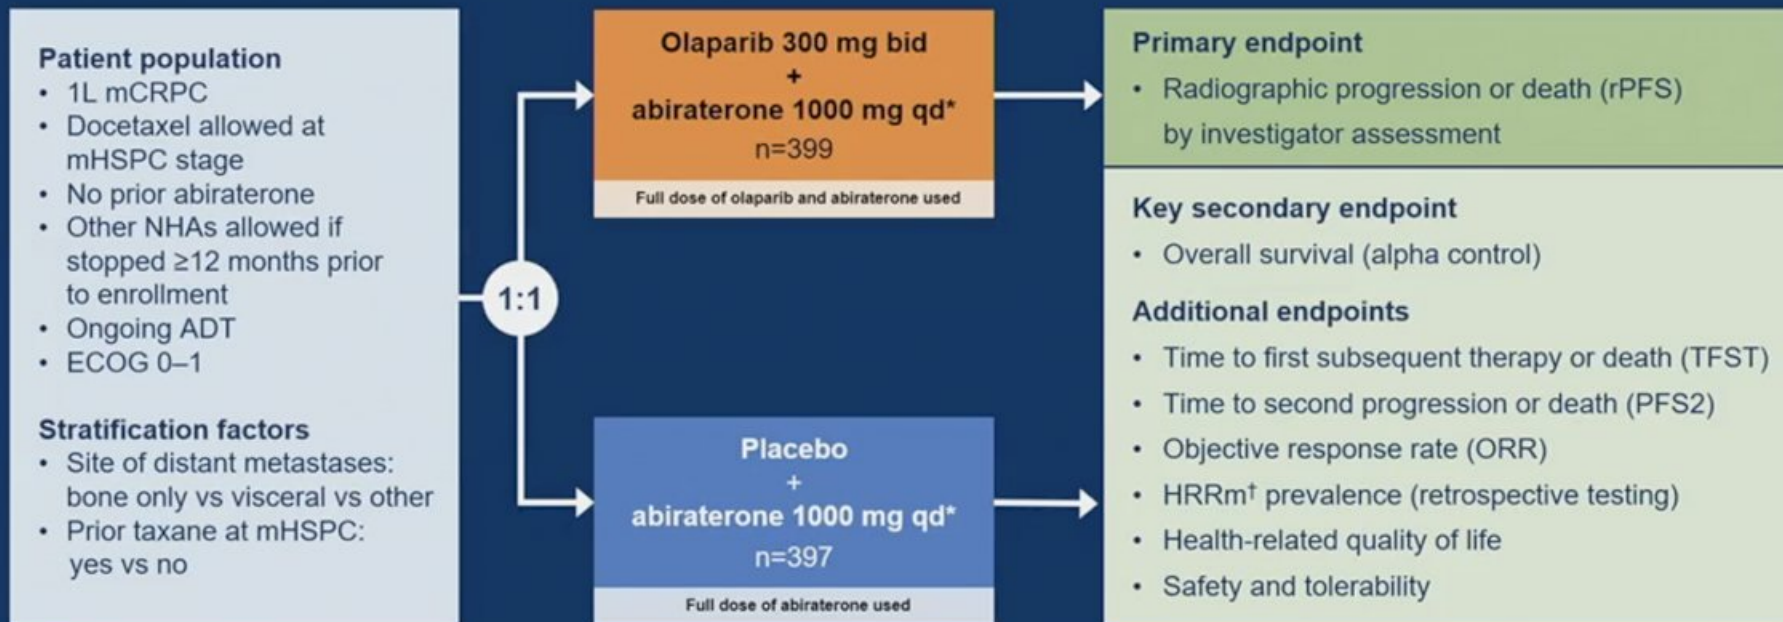 Patient population
• 1L mCRPC
• Docetaxel allowed at
mHSPC stage
• No prior abiraterone
• Other NHAs allowed if
stopped ≥12 months prior
to enrollment
• Ongoing ADT
• ECOG 0–1
Stratification factors
• Site of distant metastases:
bone only vs visceral vs other
• Prior taxane at mHSPC:
yes vs no
1:1
Olaparib 300 mg bid
+
abiraterone 1000 mg qd*
n=399
Full dose of olaparib and abiraterone used
Placebo
+
abiraterone 1000 mg qd*
n=397
Full dose of abiraterone used
Primary endpoint
• Radiographic progression or death (rPFS)
by investigator assessment
Key secondary endpoint
• Overall survival (alpha control)
Additional endpoints
• Time to first subsequent therapy or death (TFST)
• Time to second progression or death (PFS2)
• Objective response rate (ORR)
• HRRm† prevalence (retrospective testing)
• Health-related quality of life
• Safety and tolerability